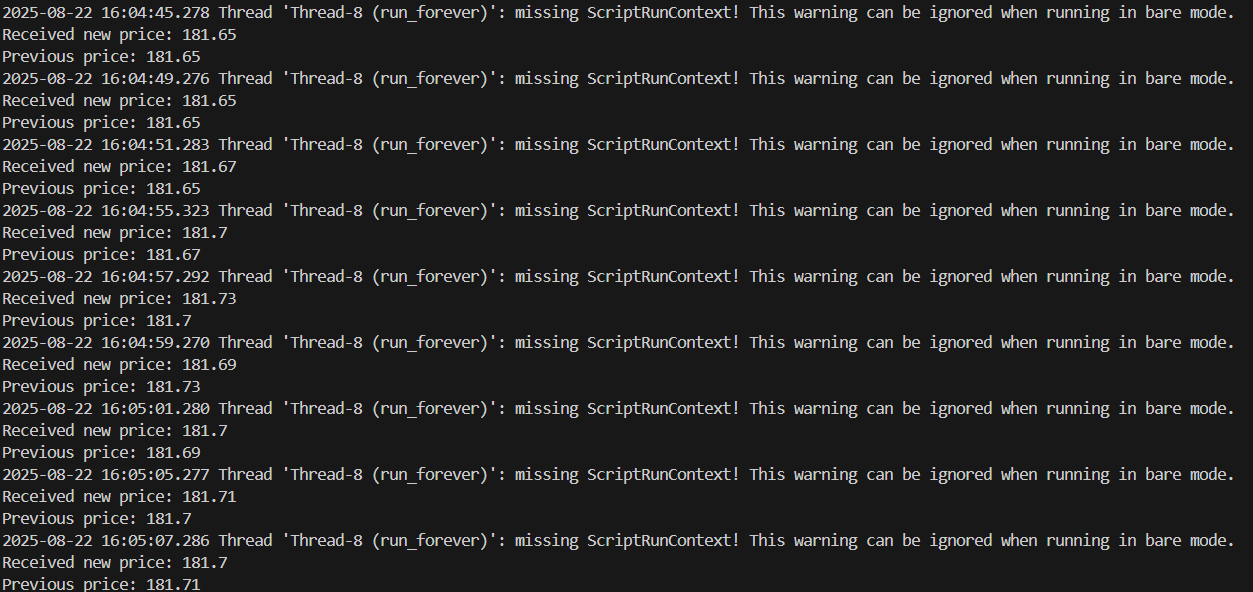 2025-08-22 16:04:45.278 Thread 'Thread-8 (run_forever)': missing ScriptRunContext! This warning can be ignored when running in bare mode.
Received new price: 181.65
Previous price: 181.65
2025-08-22 16:04:49.276 Thread 'Thread-8 (run_forever)': missing ScriptRunContext! This warning can be ignored when running in bare mode.
Received new price: 181.65
Previous price: 181.65
2025-08-22 16:04:51.283 Thread 'Thread-8 (run_forever)': missing ScriptRunContext! This warning can be ignored when running in bare mode.
Received new price: 181.67
Previous price: 181.65
2025-08-22 16:04:55.323 Thread 'Thread-8 (run_forever)': missing ScriptRunContext! This warning can be ignored when running in bare mode.
Received new price: 181.7
Previous price: 181.67
2025-08-22 16:04:57.292 Thread 'Thread-8 (run_forever)': missing ScriptRunContext! This warning can be ignored when running in bare mode.
Received new price: 181.73
Previous price: 181.7
2025-08-22 16:04:59.270 Thread 'Thread-8 (run_forever)': missing ScriptRunContext! This warning can be ignored when running in bare mode.
Received new price: 181.69
Previous price: 181.73
2025-08-22 16:05:01.280 Thread 'Thread-8 (run_forever)': missing ScriptRunContext! This warning can be ignored when running in bare mode.
Received new price: 181.7
Previous price: 181.69
2025-08-22 16:05:05.277 Thread 'Thread-8 (run_forever)': missing ScriptRunContext! This warning can be ignored when running in bare mode.
Received new price: 181.71
Previous price: 181.7
2025-08-22 16:05:07.286 Thread 'Thread-8 (run_forever)': missing ScriptRunContext! This warning can be ignored when running in bare mode.
Received new price: 181.7
Previous price: 181.71